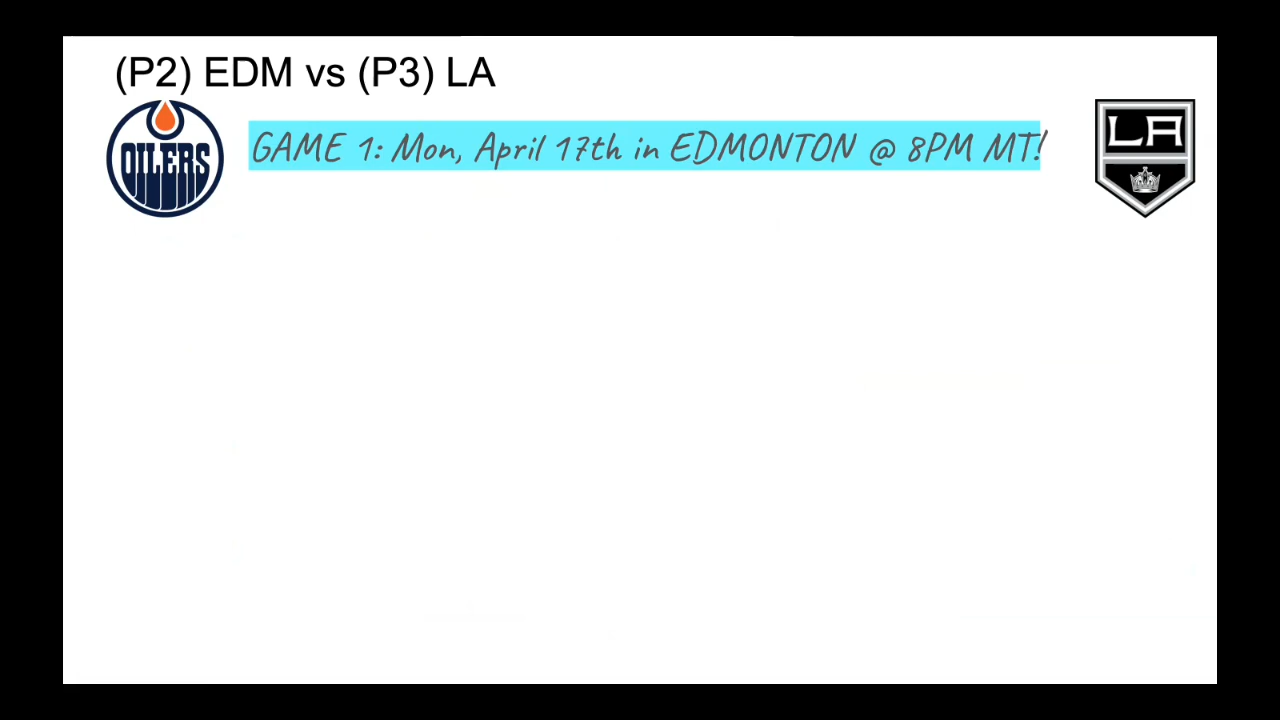 (P2) EDM vs (P3) LA
GAME 1: Mon, April 17th in EDMONTON @ 8PM MT!
OILERS
LA